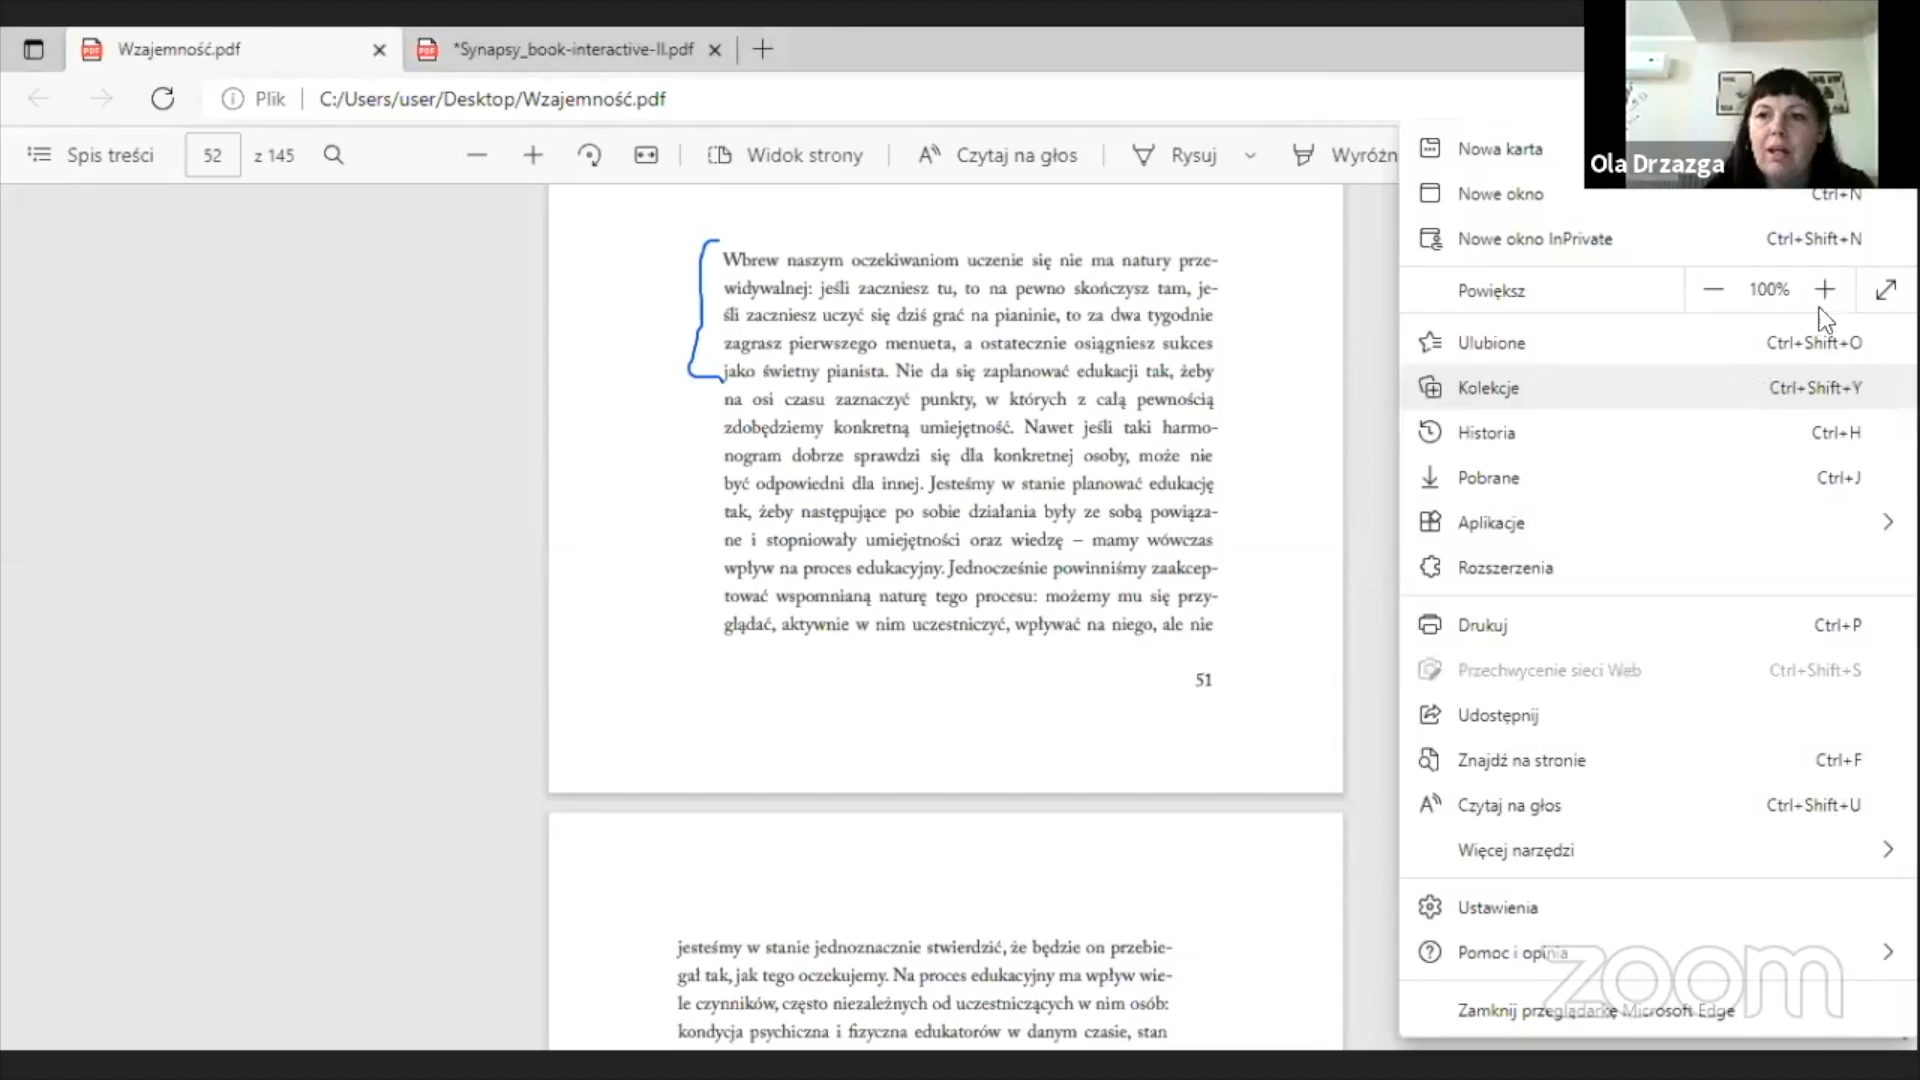 Wzajemność.pdf
*Synapsy_book-interactive-II.pdf
Plik
C:/Users/user/Desktop/Wzajemność.pdf
Spis treści
52
z 145
Widok strony
Czytaj na głos
Rysuj
Wyróżn
Ola Drzazga
Wbrew naszym oczekiwaniom uczenie się nie ma natury prze-
widywalnej: jeśli zaczniesz tu, to na pewno skończysz tam, je-
śli zaczniesz uczyć się dziś grać na pianinie, to za dwa tygodnie
zagrasz pierwszego menueta, a ostatecznie osiągniesz sukces
jako świetny pianista. Nie da się zaplanować edukacji tak, żeby
na osi czasu zaznaczyć punkty, w których z całą pewnością
zdobędziemy konkretną umiejętność. Nawet jeśli taki harmo-
nogram dobrze sprawdzi się dla konkretnej osoby, może nie
być odpowiedni dla innej. Jesteśmy w stanie planować edukację
tak, żeby następujące po sobie działania były ze sobą powiąza-
ne i stopniowały umiejętności oraz wiedzę – mamy wówczas
wpływ na proces edukacyjny. Jednocześnie powinniśmy zaakcep-
tować wspomnianą naturę tego procesu: możemy mu się przy-
glądać, aktywnie w nim uczestniczyć, wpływać na niego, ale nie
51
jesteśmy w stanie jednoznacznie stwierdzić, że będzie on przebie-
gał tak, jak tego oczekujemy. Na proces edukacyjny ma wpływ wie-
le czynników, często niezależnych od uczestniczących w nim osób:
kondycja psychiczna i fizyczna edukatorów w danym czasie, stan
Nowa karta
Nowe okno Ctrl+N
Nowe okno InPrivate Ctrl+Shift+N
Powiększ 100%
Ulubione Ctrl+Shift+O
Kolekcje Ctrl+Shift+Y
Historia Ctrl+H
Pobrane Ctrl+J
Aplikacje
Rozszerzenia
Drukuj Ctrl+P
Przechwycenie sieci Web Ctrl+Shift+S
Udostępnij
Znajdź na stronie Ctrl+F
Czytaj na głos Ctrl+Shift+U
Więcej narzędzi
Ustawienia
Pomoc i opinia
Zamknij przeglądarkę Microsoft Edge
zoom